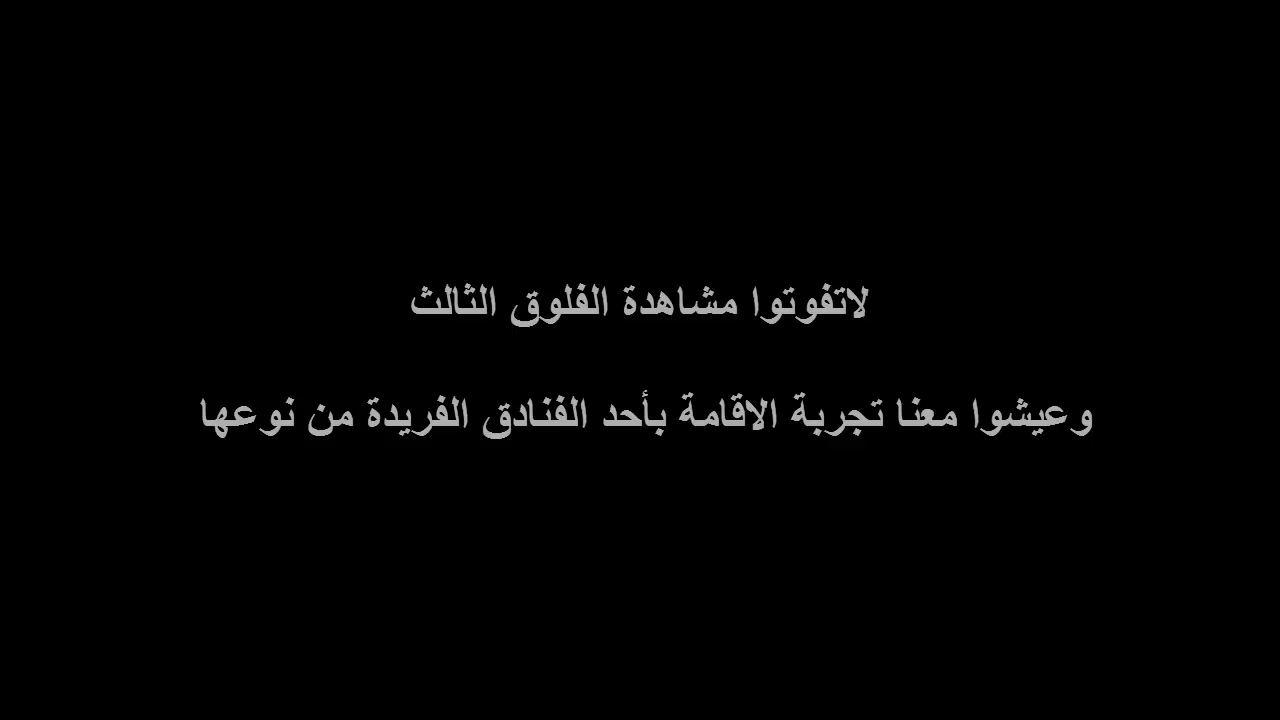 لاتفوتوا مشاهدة الفلوق الثالث
وعيشوا معنا تجربة الاقامة بأحد الفنادق الفريدة من نوعها